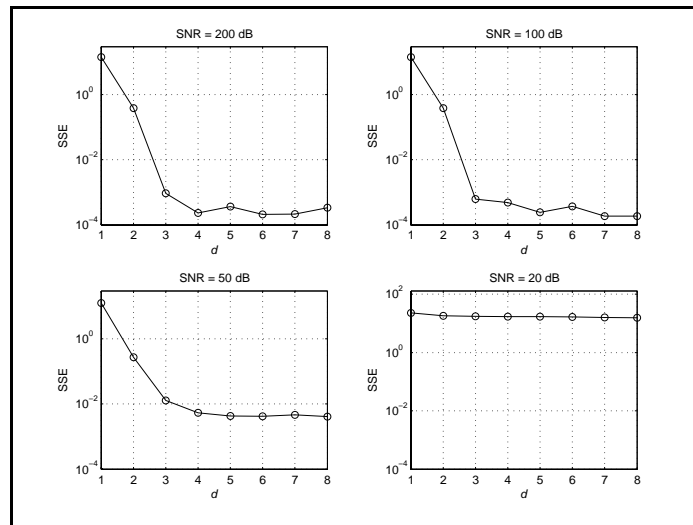 SNR = 200 dB
SSE
10^0
10^-2
10^-4
1 2 3 4 5 6 7 8
d
SNR = 100 dB
SSE
10^0
10^-2
10^-4
1 2 3 4 5 6 7 8
d
SNR = 50 dB
SSE
10^0
10^-2
10^-4
1 2 3 4 5 6 7 8
d
SNR = 20 dB
SSE
10^2
10^0
10^-2
10^-4
1 2 3 4 5 6 7 8
d